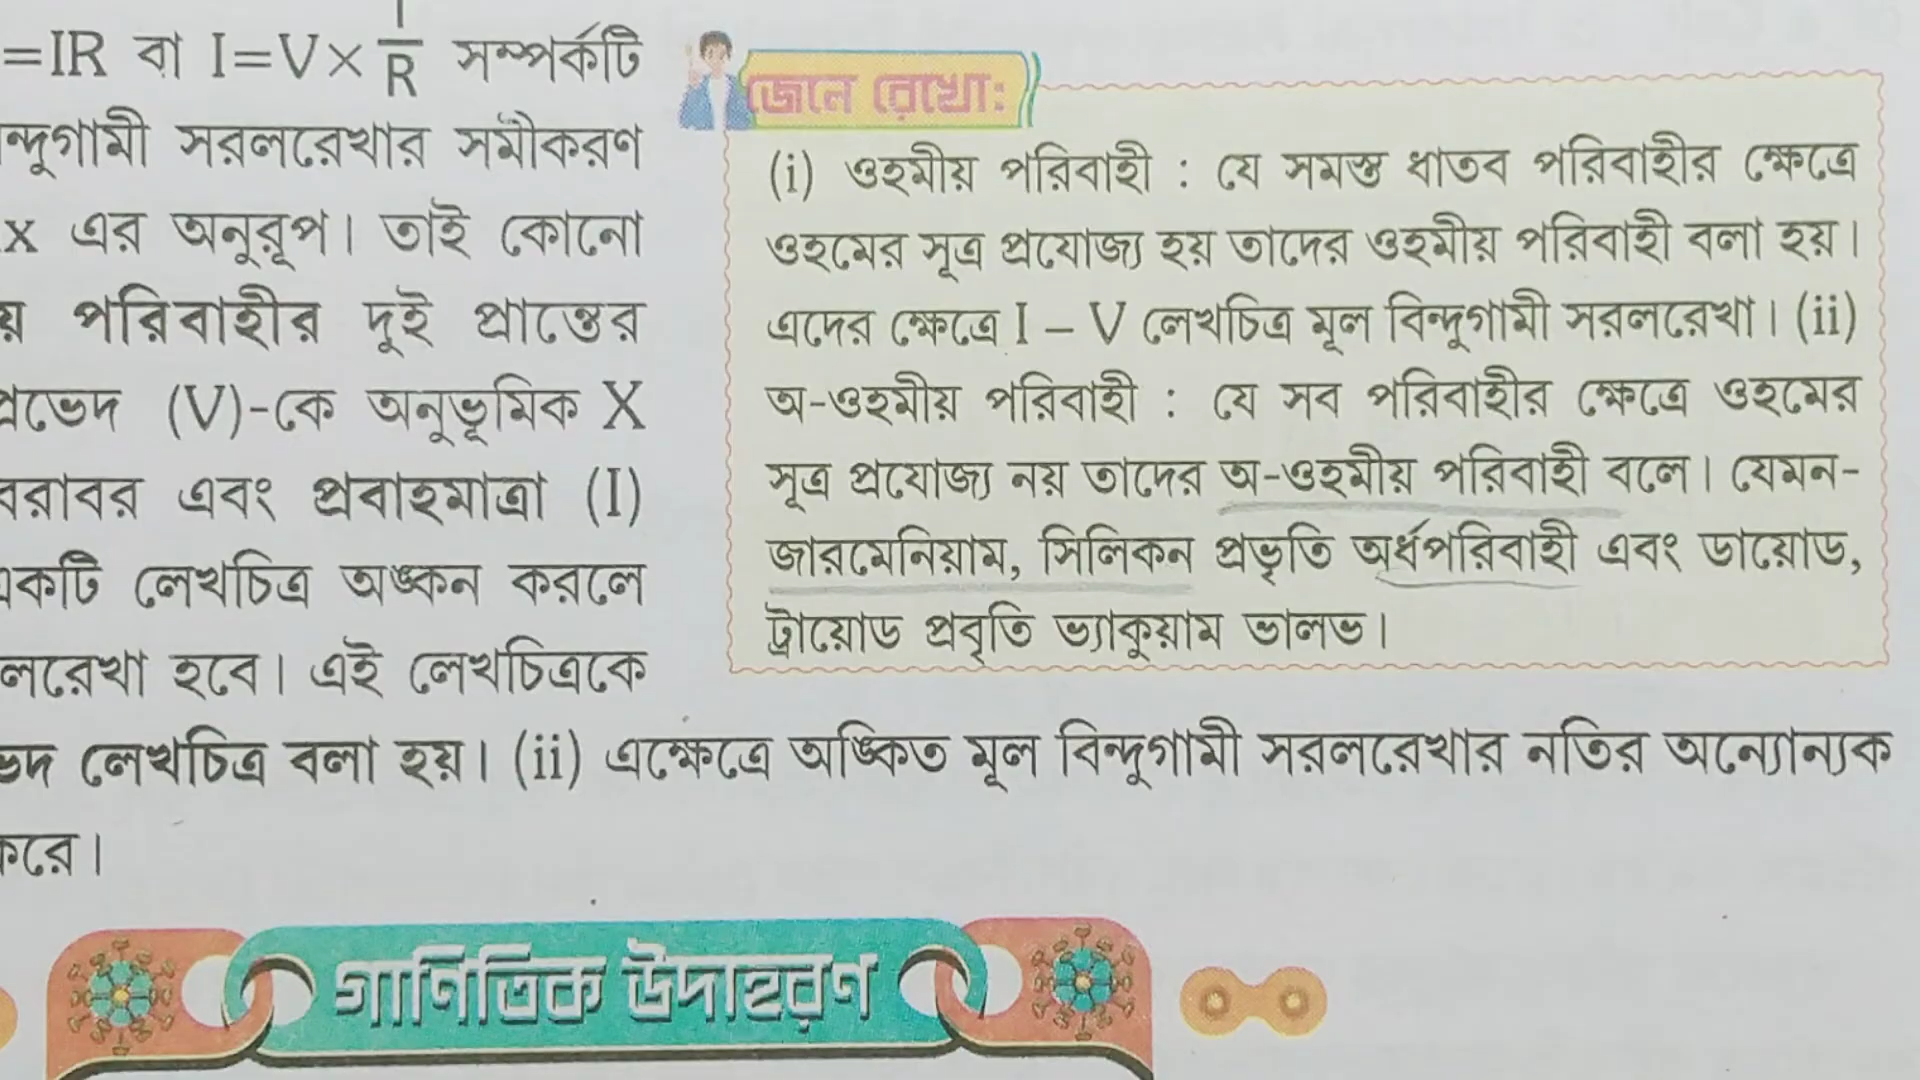 =IR বা I=V× 1/R সম্পর্কটি
ন্দুগামী সরলরেখার সমীকরণ
x এর অনুরূপ। তাই কোনো
য় পরিবাহীর দুই প্রান্তের
প্রভেদ (V)-কে অনুভূমিক X
বরাবর এবং প্রবাহমাত্রা (I)
একটি লেখচিত্র অঙ্কন করলে
লরেখা হবে। এই লেখচিত্রকে
জেনে রেখো:
(i) ওহমীয় পরিবাহী : যে সমস্ত ধাতব পরিবাহীর ক্ষেত্রে
ওহমের সূত্র প্রযোজ্য হয় তাদের ওহমীয় পরিবাহী বলা হয়।
এদের ক্ষেত্রে I – V লেখচিত্র মূল বিন্দুগামী সরলরেখা। (ii)
অ-ওহমীয় পরিবাহী : যে সব পরিবাহীর ক্ষেত্রে ওহমের
সূত্র প্রযোজ্য নয় তাদের অ-ওহমীয় পরিবাহী বলে। যেমন-
জারমেনিয়াম, সিলিকন প্রভৃতি অর্ধপরিবাহী এবং ডায়োড,
ট্রায়োড প্রবৃতি ভ্যাকুয়াম ভালভ।
ভেদ লেখচিত্র বলা হয়। (ii) এক্ষেত্রে অঙ্কিত মূল বিন্দুগামী সরলরেখার নতির অন্যোন্যক
করে।
গাণিতিক উদাহরণ